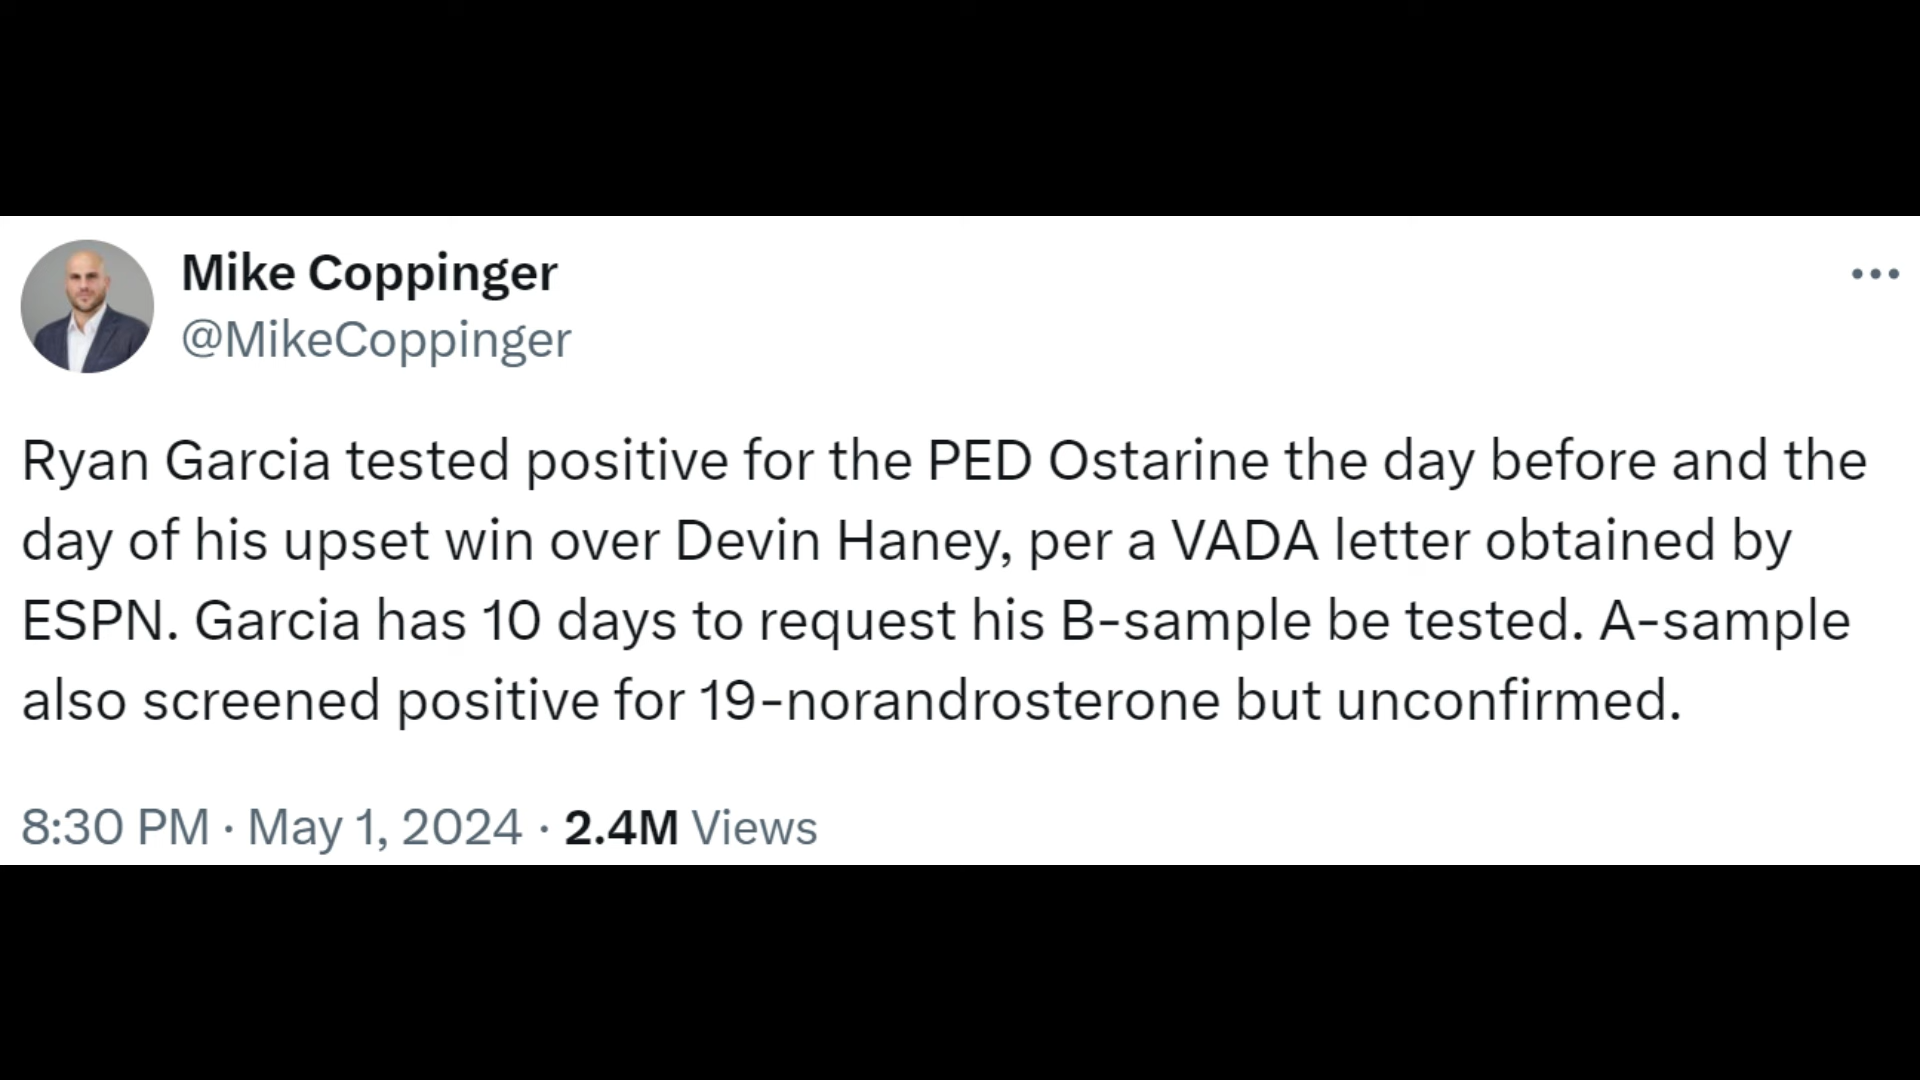 Mike Coppinger
@MikeCoppinger
Ryan Garcia tested positive for the PED Ostarine the day before and the
day of his upset win over Devin Haney, per a VADA letter obtained by
ESPN. Garcia has 10 days to request his B-sample be tested. A-sample
also screened positive for 19-norandrosterone but unconfirmed.
8:30 PM · May 1, 2024 · 2.4M Views